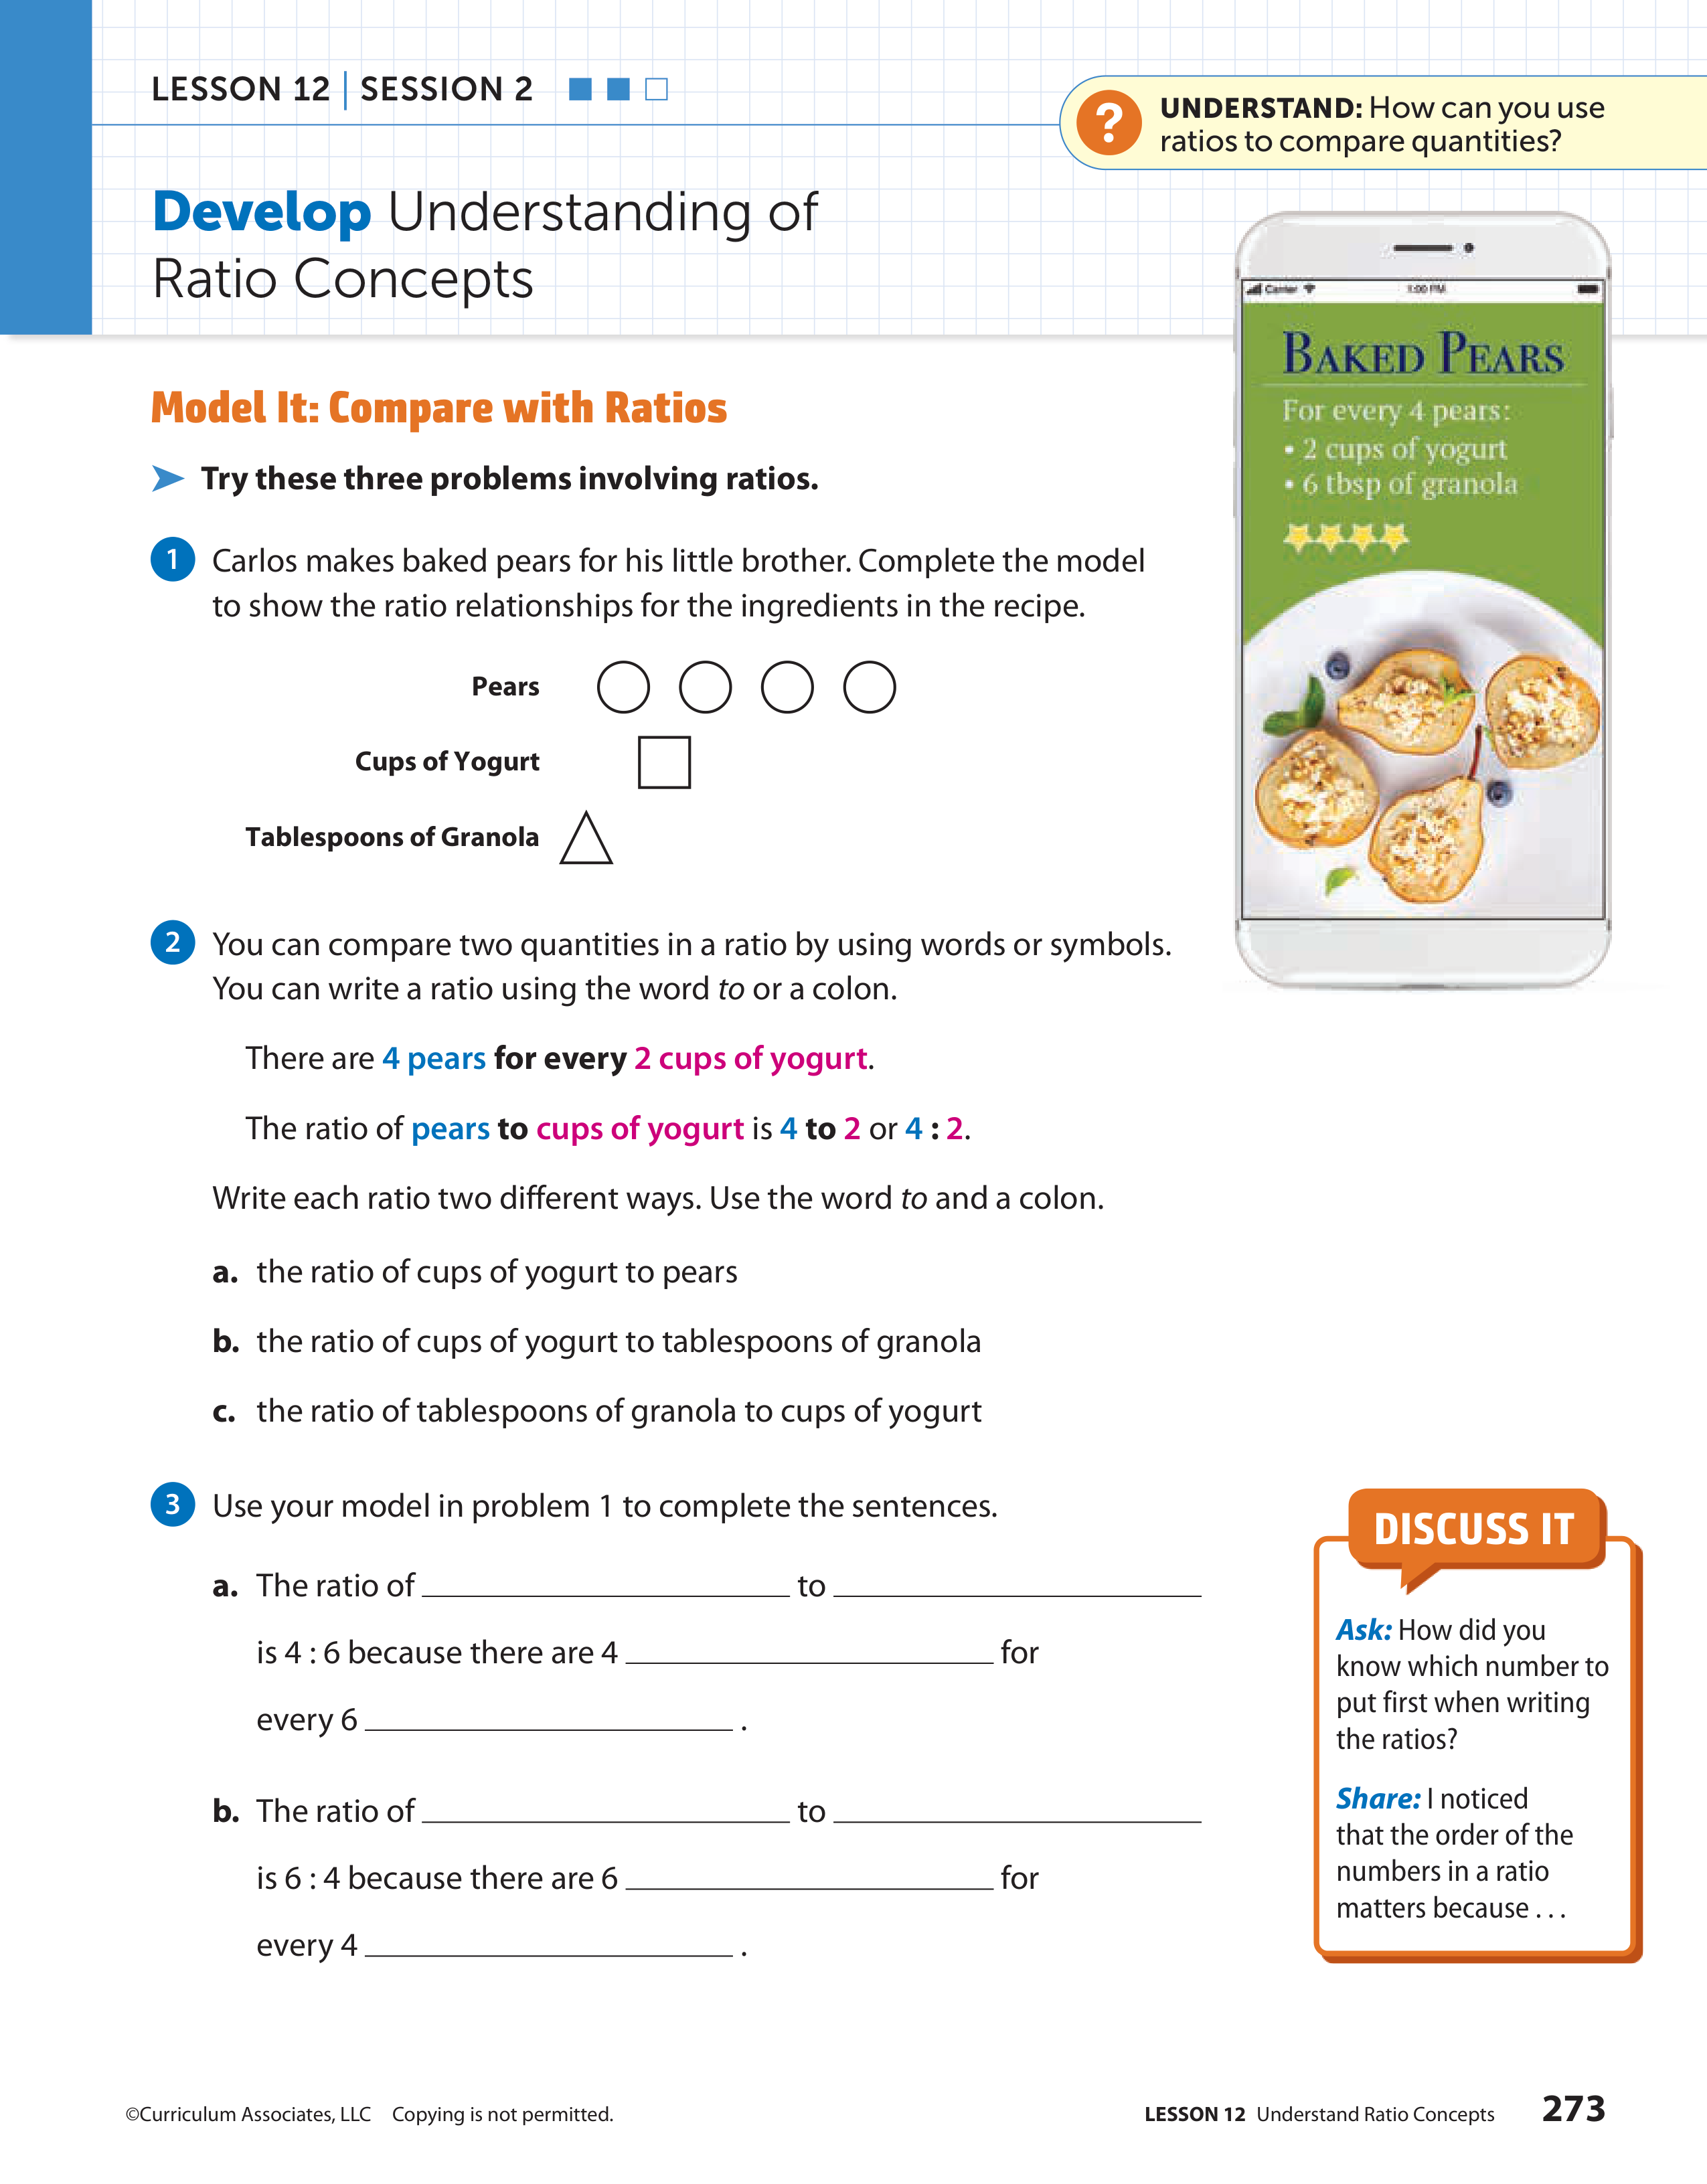 LESSON 12 | SESSION 2
? UNDERSTAND: How can you use
ratios to compare quantities?
Develop Understanding of
Ratio Concepts
Carrier 1:00 PM
BAKED PEARS
For every 4 pears:
• 2 cups of yogurt
• 6 tbsp of granola
Model It: Compare with Ratios
Try these three problems involving ratios.
1 Carlos makes baked pears for his little brother. Complete the model
to show the ratio relationships for the ingredients in the recipe.
Pears
Cups of Yogurt
Tablespoons of Granola
2 You can compare two quantities in a ratio by using words or symbols.
You can write a ratio using the word to or a colon.
There are 4 pears for every 2 cups of yogurt.
The ratio of pears to cups of yogurt is 4 to 2 or 4 : 2.
Write each ratio two different ways. Use the word to and a colon.
a. the ratio of cups of yogurt to pears
b. the ratio of cups of yogurt to tablespoons of granola
c. the ratio of tablespoons of granola to cups of yogurt
3 Use your model in problem 1 to complete the sentences.
a. The ratio of ____ to ____
is 4 : 6 because there are 4 ____ for
every 6 ____ .
b. The ratio of ____ to ____
is 6 : 4 because there are 6 ____ for
every 4 ____ .
DISCUSS IT
Ask: How did you
know which number to
put first when writing
the ratios?
Share: I noticed
that the order of the
numbers in a ratio
matters because . . .
©Curriculum Associates, LLC Copying is not permitted.
LESSON 12 Understand Ratio Concepts 273